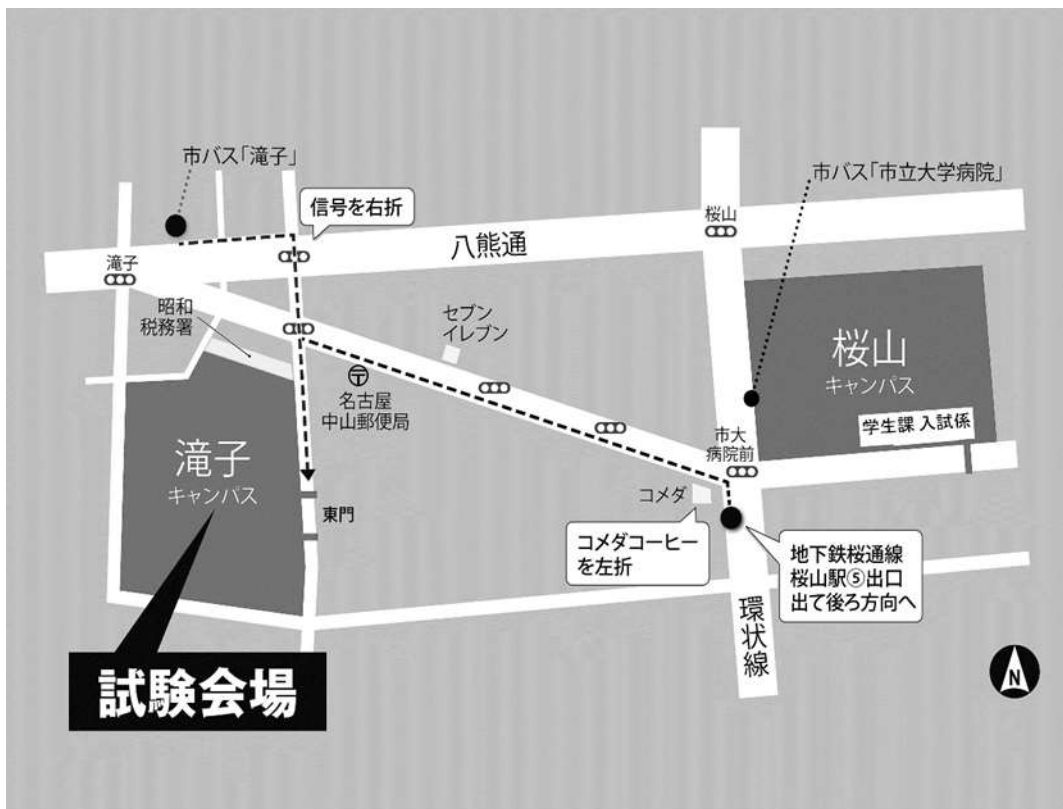 市バス「滝子」
信号を右折
市バス「市立大学病院」
桜山
八熊通
滝子
昭和
税務署
セブン
イレブン
桜山
キャンパス
〒
名古屋
中山郵便局
学生課 入試係
市大
病院前
滝子
キャンパス
コメダ
東門
コメダコーヒー
を左折
地下鉄桜通線
桜山駅⑤出口
出て後ろ方向へ
環状線
試験会場
N